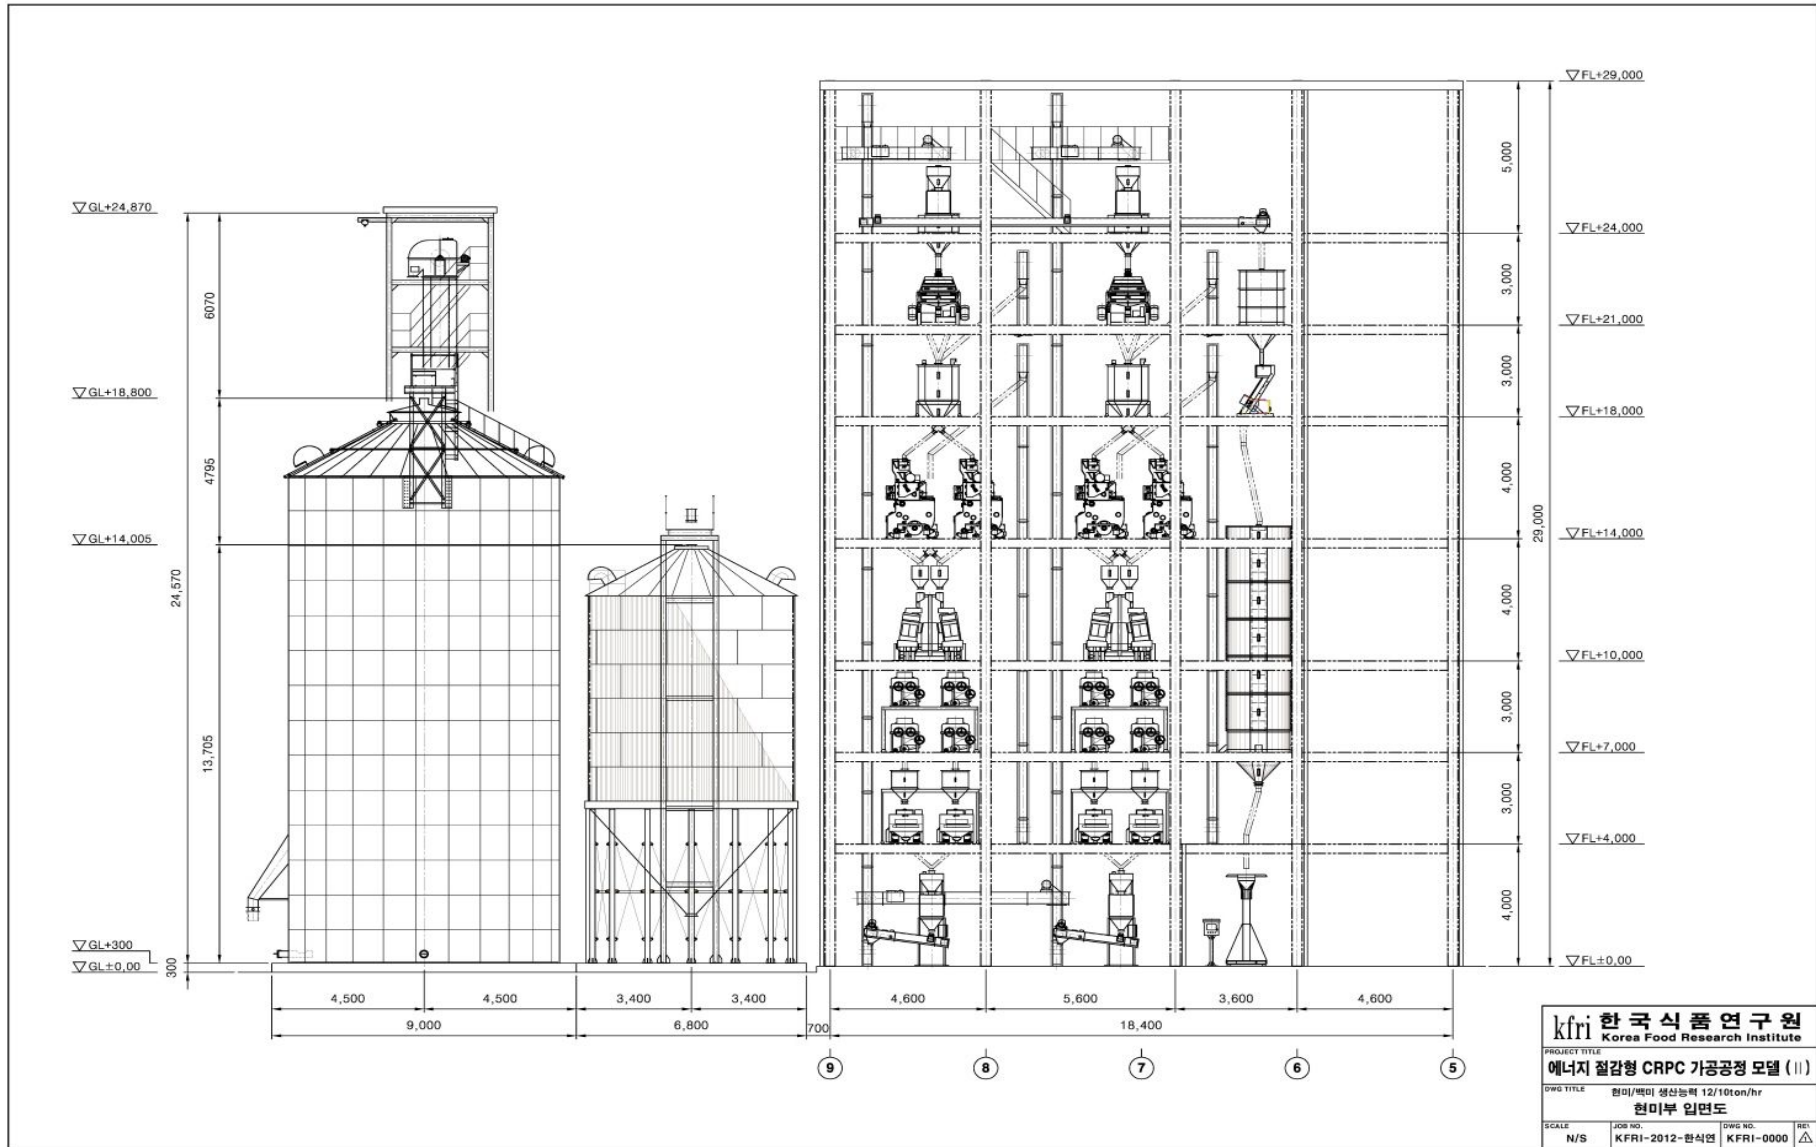 ▽FL+29,000
5,000
▽GL+24,870
▽FL+24,000
6070
3,000
▽FL+21,000
3,000
▽GL+18,800
▽FL+18,000
4795
4,000
▽GL+14,005
▽FL+14,000
29,000
24,570
4,000
▽FL+10,000
3,000
13,705
▽FL+7,000
3,000
▽FL+4,000
4,000
▽GL+300
▽GL±0,00
300
▽FL±0,00
4,500
4,500
3,400
3,400
4,600
5,600
3,600
4,600
9,000
6,800
700
18,400
9
8
7
6
5
kfri 한국식품연구원
Korea Food Research Institute
PROJECT TITLE
에너지 절감형 CRPC 가공공정 모델 (II)
DWG TITLE
현미/백미 생산능력 12/10ton/hr
현미부 입면도
SCALE
N/S
JOB NO.
KFRI-2012-한식연
DWG NO.
KFRI-0000
REV